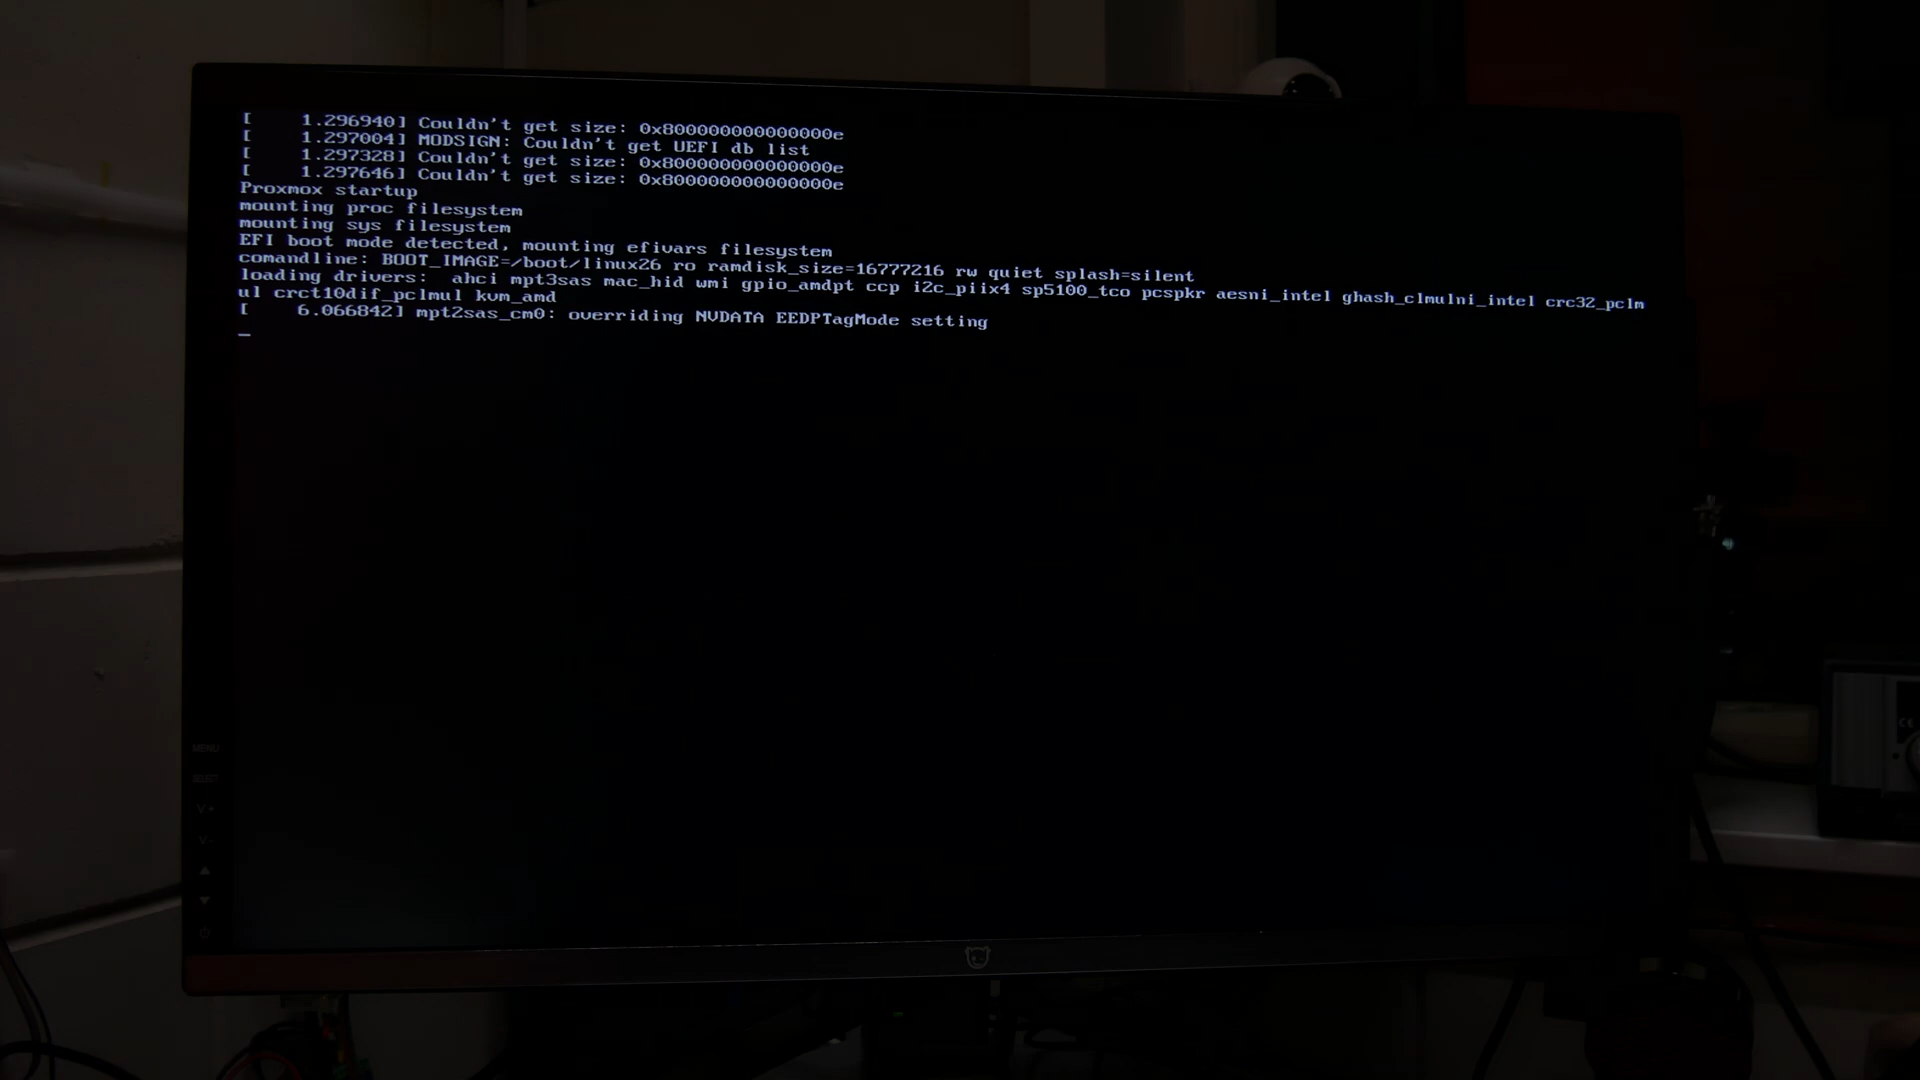 [    1.296940] Couldn't get size: 0x800000000000000e
[    1.297004] MODSIGN: Couldn't get UEFI db list
[    1.297328] Couldn't get size: 0x800000000000000e
[    1.297646] Couldn't get size: 0x800000000000000e
Proxmox startup
mounting proc filesystem
mounting sys filesystem
EFI boot mode detected, mounting efivars filesystem
comandline: BOOT_IMAGE=/boot/linux26 ro ramdisk_size=16777216 rw quiet splash=silent
loading drivers:  ahci mpt3sas mac_hid wmi gpio_amdpt ccp i2c_piix4 sp5100_tco pcspkr aesni_intel ghash_clmulni_intel crc32_pclm
ul crct10dif_pclmul kvm_amd
[    6.066842] mpt2sas_cm0: overriding NVDATA EEDPTagMode setting
_
MENU
SELECT
V+
V-
CE